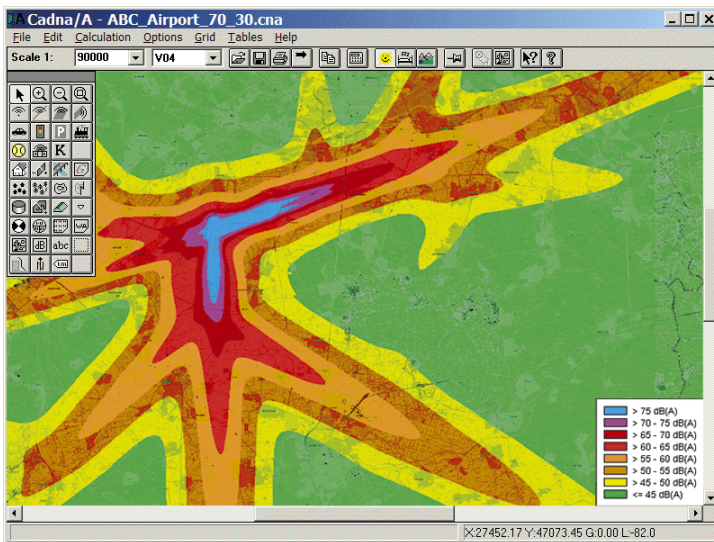 Cadna/A - ABC_Airport_70_30.cna
File Edit Calculation Options Grid Tables Help
Scale 1: 90000 V04
P
K
dB abc
> 75 dB(A)
> 70 - 75 dB(A)
> 65 - 70 dB(A)
> 60 - 65 dB(A)
> 55 - 60 dB(A)
> 50 - 55 dB(A)
> 45 - 50 dB(A)
<= 45 dB(A)
X:27452.17 Y:47073.45 G:0.00 L:-82.0